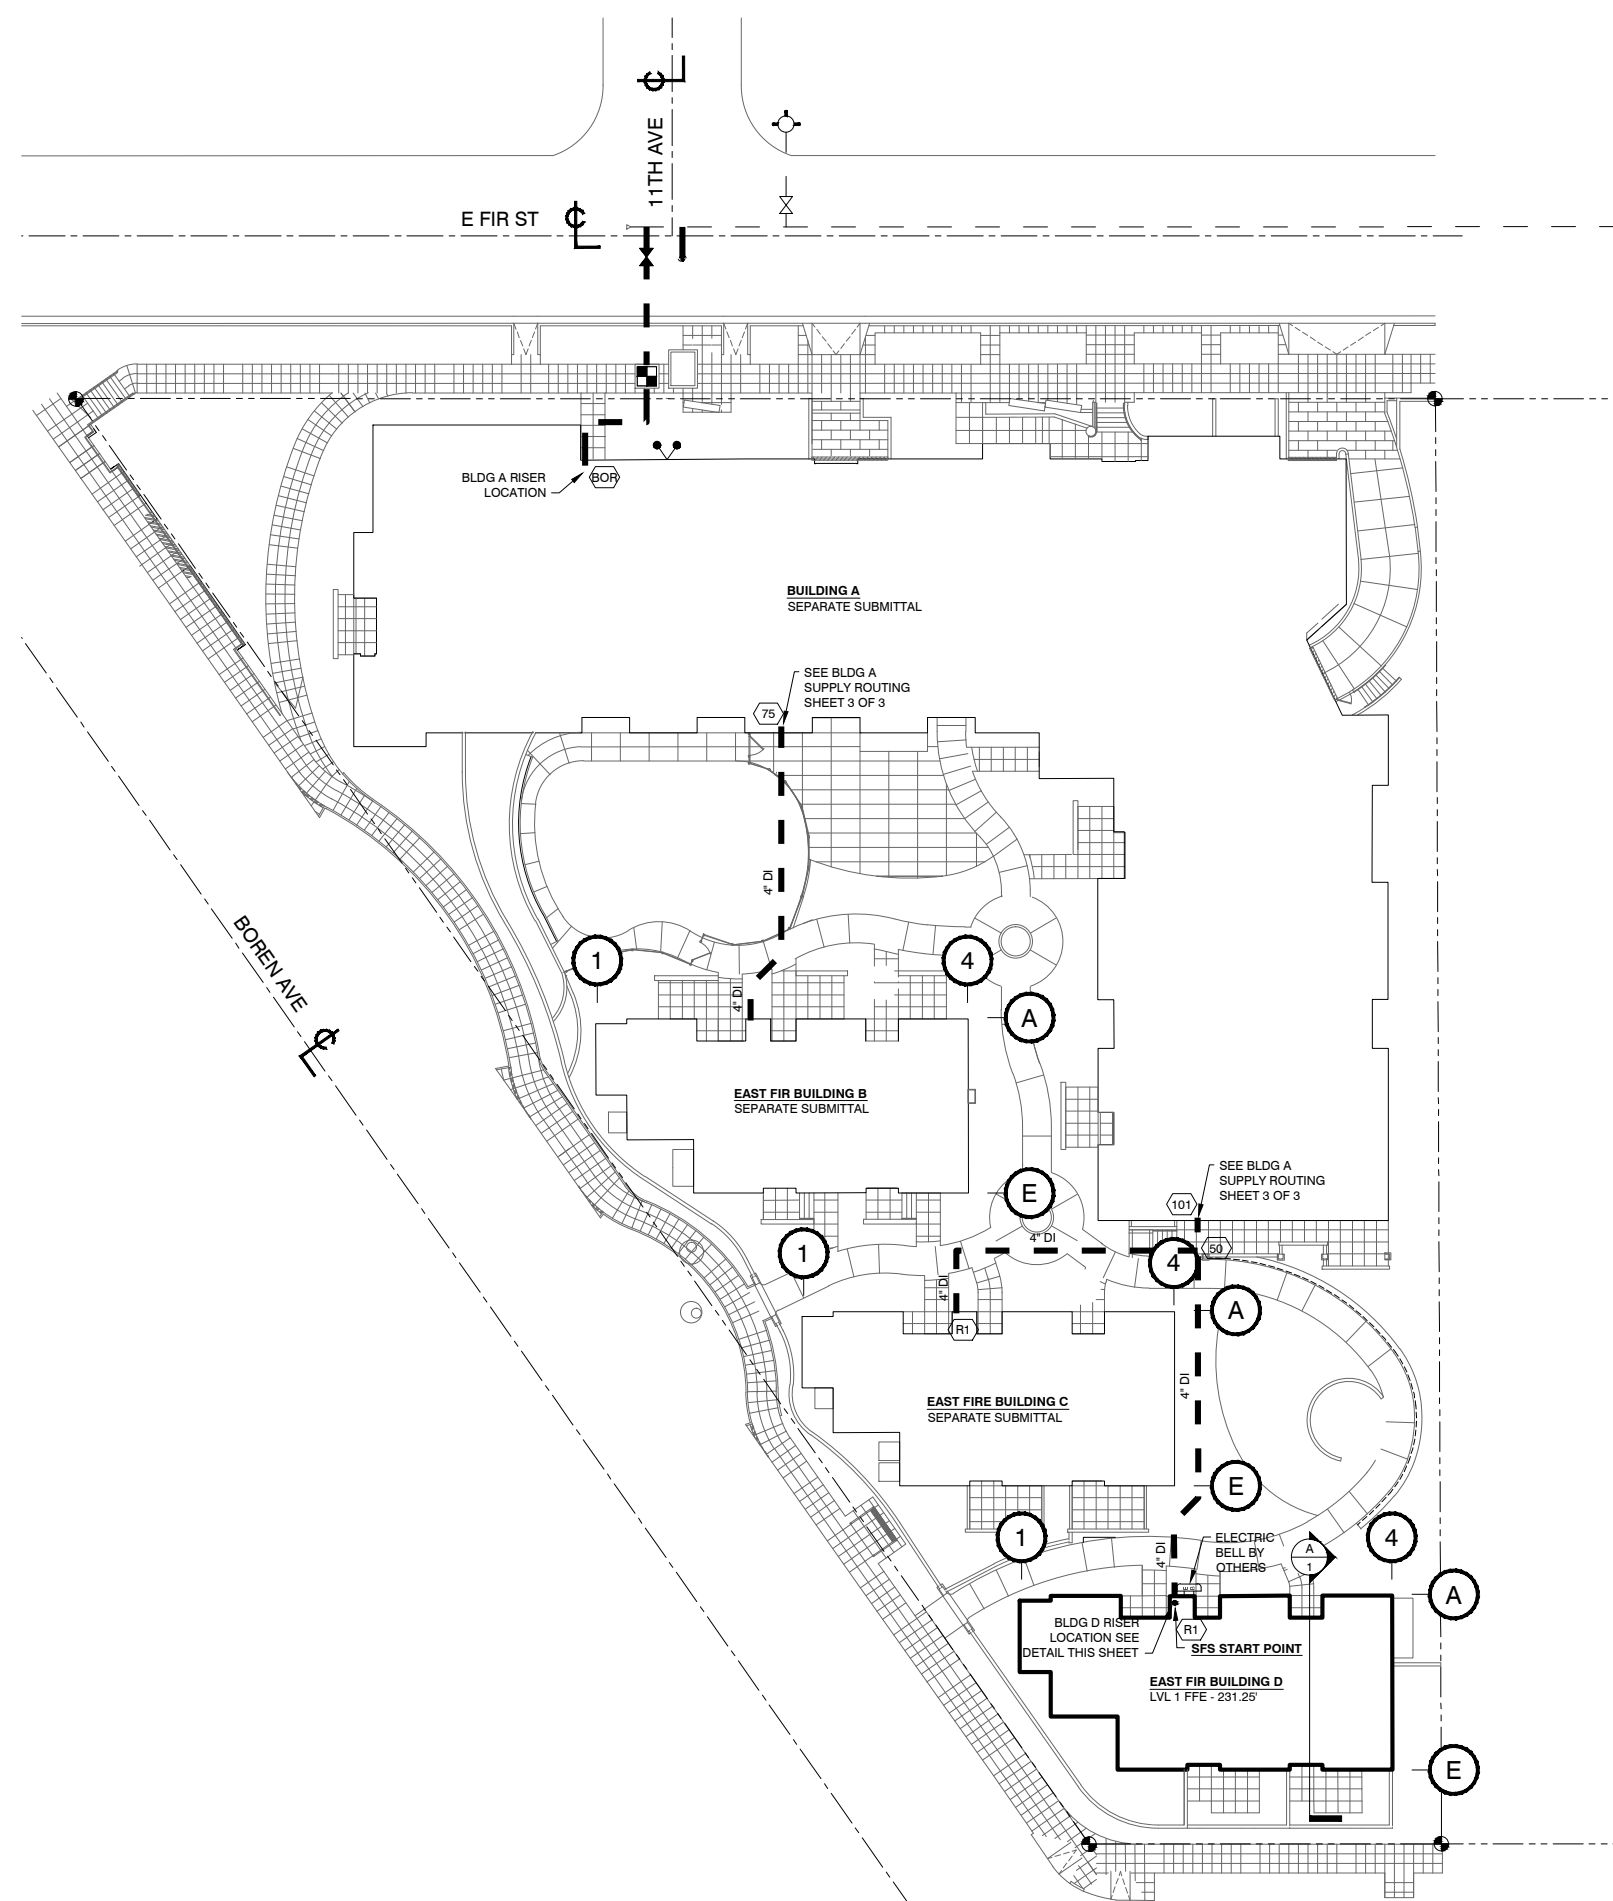 11TH AVE
E FIR ST
BLDG A RISER
LOCATION
BOR
BUILDING A
SEPARATE SUBMITTAL
SEE BLDG A
SUPPLY ROUTING
SHEET 3 OF 3
75
4" DI
BOREN AVE
1
4
4" DI
A
EAST FIR BUILDING B
SEPARATE SUBMITTAL
SEE BLDG A
SUPPLY ROUTING
SHEET 3 OF 3
E
101
4" DI
50
1
4
4" DI
A
R1
4" DI
EAST FIRE BUILDING C
SEPARATE SUBMITTAL
E
1
4
ELECTRIC
BELL BY
OTHERS
A
1
4" DI
A
BLDG D RISER
LOCATION SEE
DETAIL THIS SHEET
R1
SFS START POINT
EAST FIR BUILDING D
LVL 1 FFE - 231.25'
E